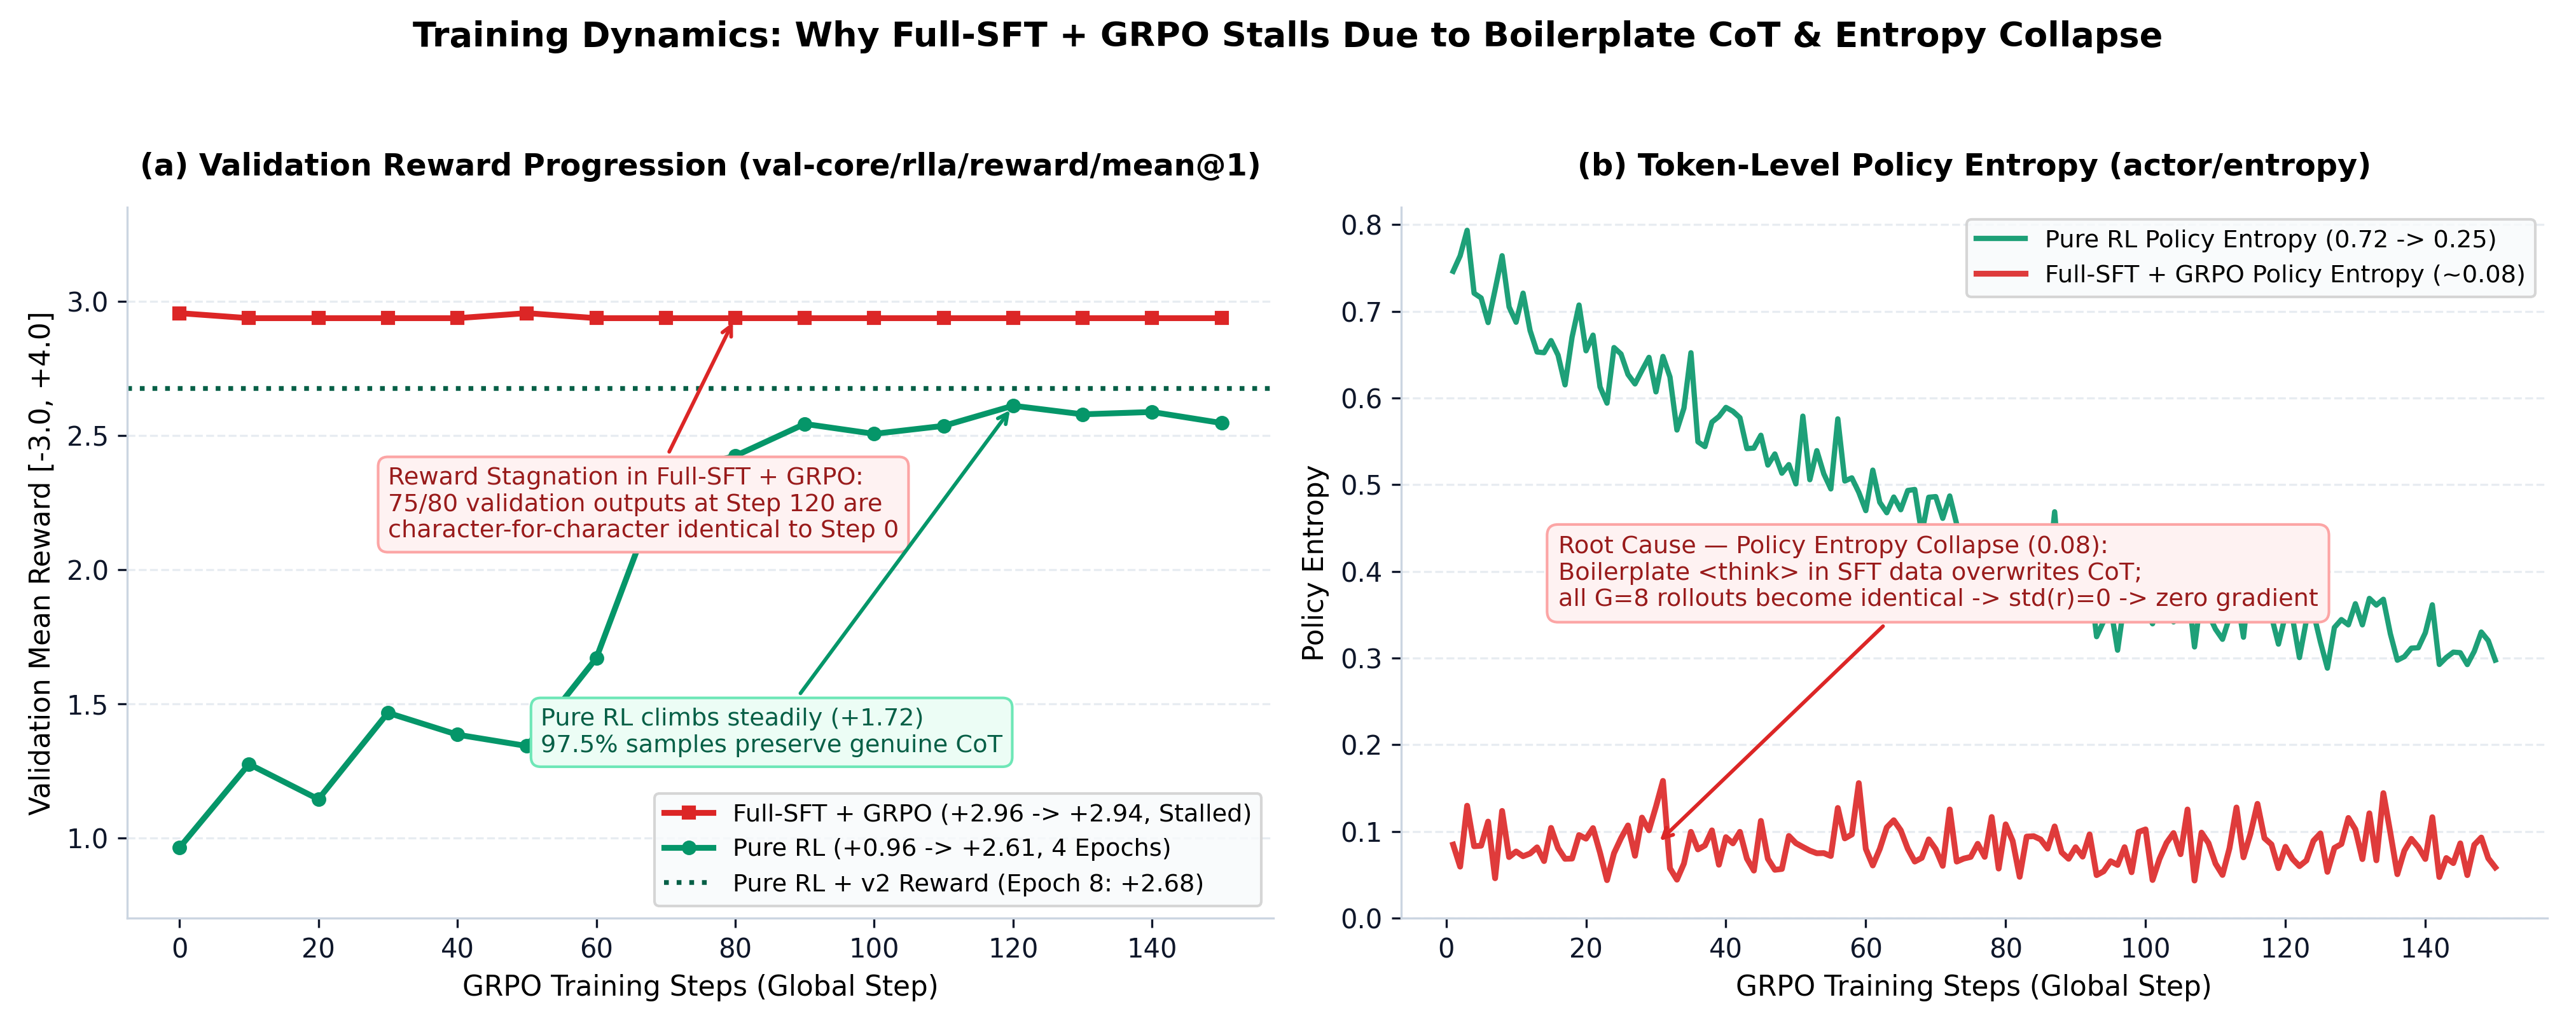 Training Dynamics: Why Full-SFT + GRPO Stalls Due to Boilerplate CoT & Entropy Collapse
(a) Validation Reward Progression (val-core/rlla/reward/mean@1)
Validation Mean Reward [-3.0, +4.0]
3.0
2.5
2.0
1.5
1.0
Reward Stagnation in Full-SFT + GRPO:
75/80 validation outputs at Step 120 are
character-for-character identical to Step 0
Pure RL climbs steadily (+1.72)
97.5% samples preserve genuine CoT
Full-SFT + GRPO (+2.96 -> +2.94, Stalled)
Pure RL (+0.96 -> +2.61, 4 Epochs)
Pure RL + v2 Reward (Epoch 8: +2.68)
0 20 40 60 80 100 120 140
GRPO Training Steps (Global Step)
(b) Token-Level Policy Entropy (actor/entropy)
Policy Entropy
0.8
0.7
0.6
0.5
0.4
0.3
0.2
0.1
0.0
Pure RL Policy Entropy (0.72 -> 0.25)
Full-SFT + GRPO Policy Entropy (~0.08)
Root Cause — Policy Entropy Collapse (0.08):
Boilerplate <think> in SFT data overwrites CoT;
all G=8 rollouts become identical -> std(r)=0 -> zero gradient
0 20 40 60 80 100 120 140
GRPO Training Steps (Global Step)